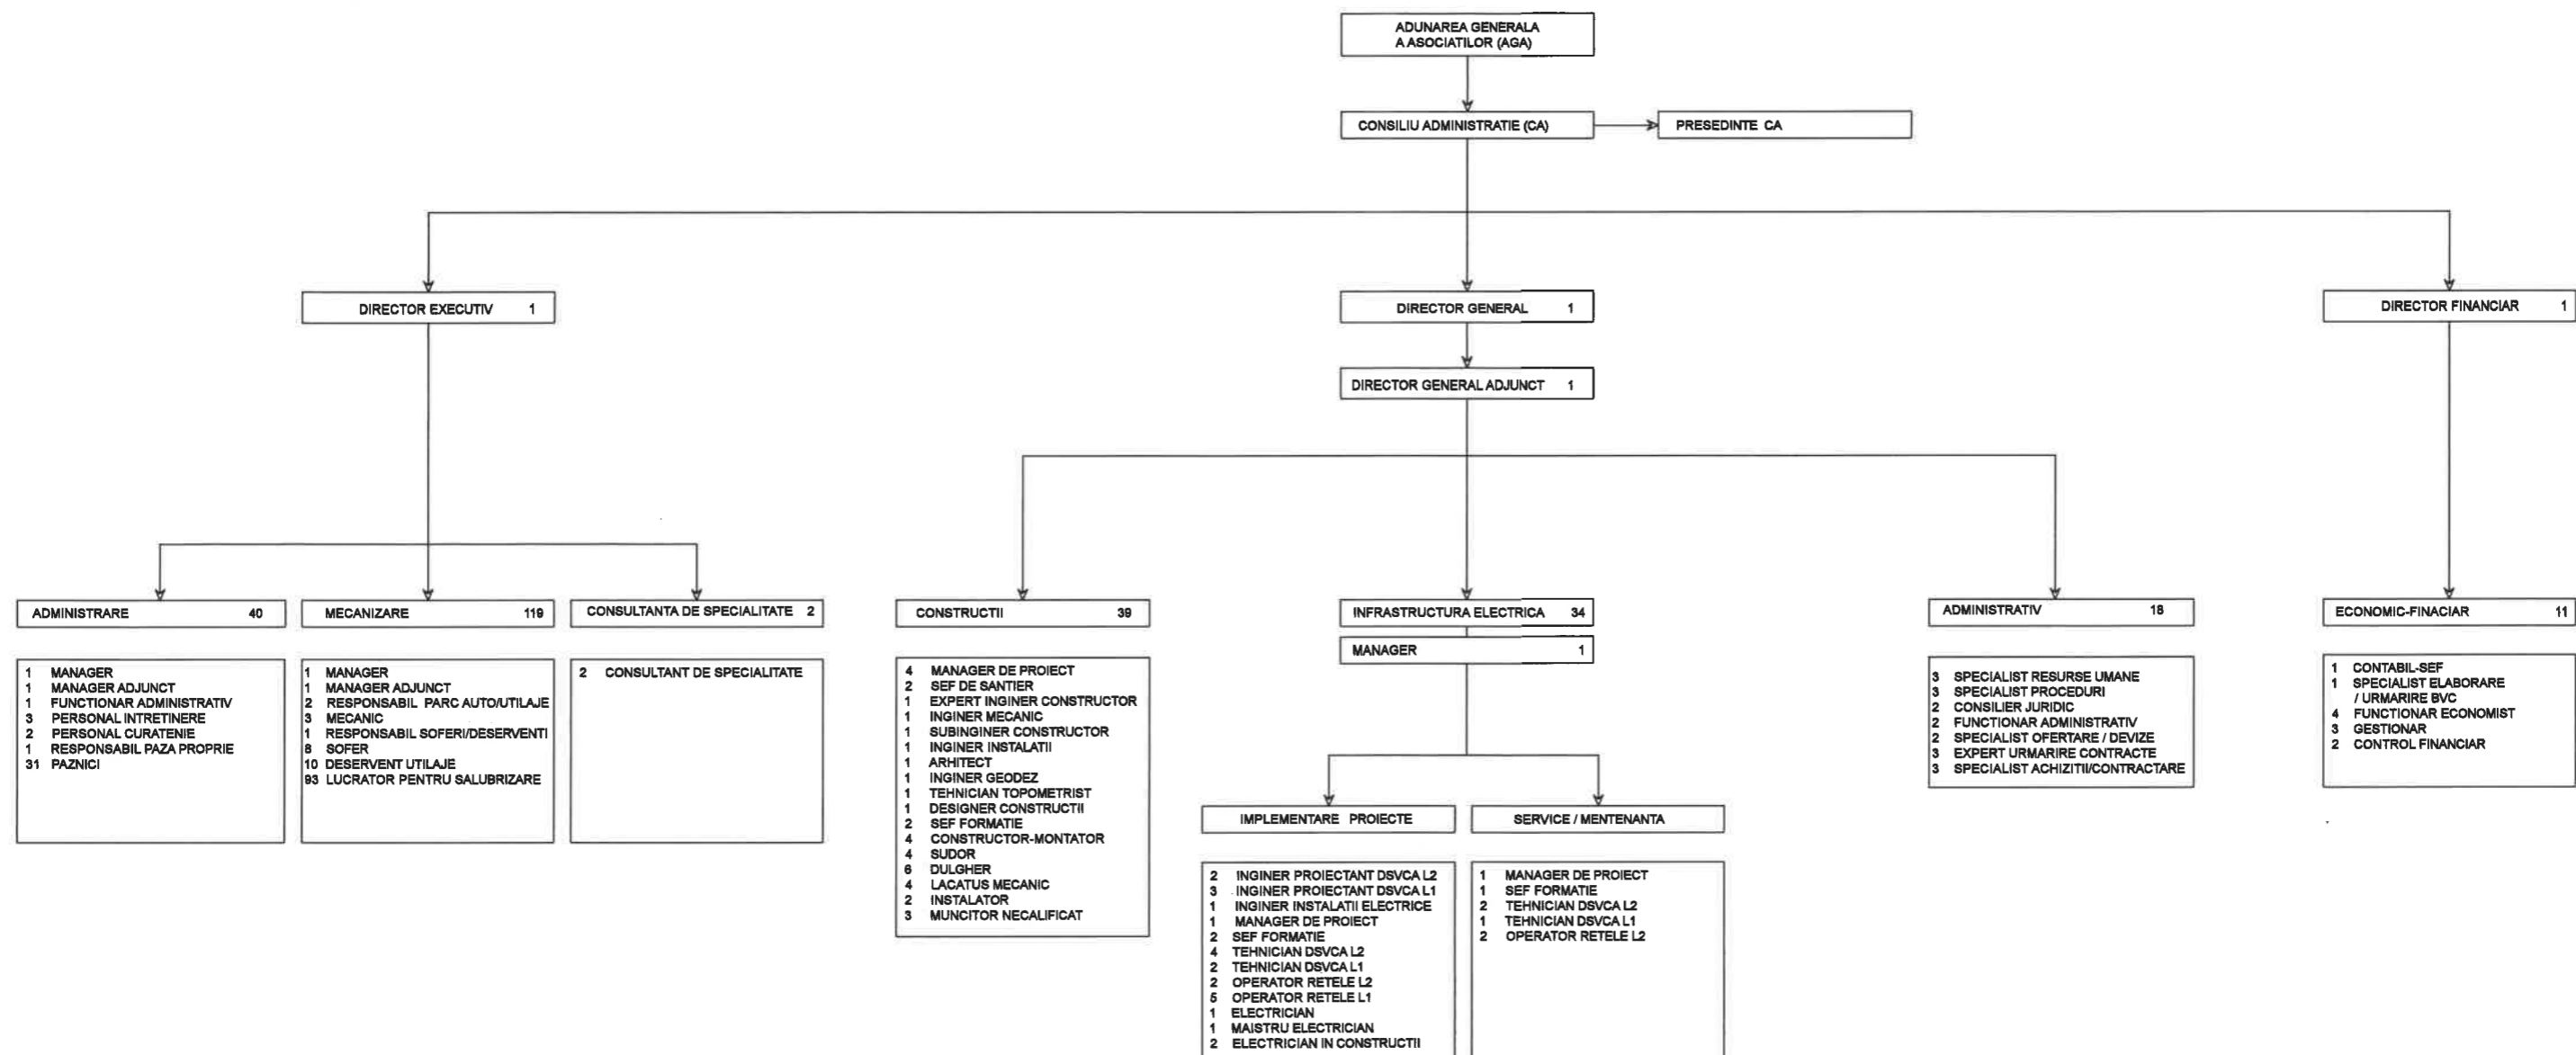 ADUNAREA GENERALA
A ASOCIATILOR (AGA)
CONSILIU ADMINISTRATIE (CA)
PRESEDINTE CA
DIRECTOR EXECUTIV 1
DIRECTOR GENERAL 1
DIRECTOR FINANCIAR 1
DIRECTOR GENERAL ADJUNCT 1
ADMINISTRARE 40
1 MANAGER
1 MANAGER ADJUNCT
1 FUNCTIONAR ADMINISTRATIV
3 PERSONAL INTRETINERE
2 PERSONAL CURATENIE
1 RESPONSABIL PAZA PROPRIE
31 PAZNICI
MECANIZARE 119
1 MANAGER
1 MANAGER ADJUNCT
2 RESPONSABIL PARC AUTO/UTILAJE
3 MECANIC
1 RESPONSABIL SOFERI/DESERVENTI
8 SOFER
10 DESERVENT UTILAJE
93 LUCRATOR PENTRU SALUBRIZARE
CONSULTANTA DE SPECIALITATE 2
2 CONSULTANT DE SPECIALITATE
CONSTRUCTII 39
4 MANAGER DE PROIECT
2 SEF DE SANTIER
1 EXPERT INGINER CONSTRUCTOR
1 INGINER MECANIC
1 SUBINGINER CONSTRUCTOR
1 INGINER INSTALATII
1 ARHITECT
1 INGINER GEODEZ
1 TEHNICIAN TOPOMETRIST
1 DESIGNER CONSTRUCTII
2 SEF FORMATIE
4 CONSTRUCTOR-MONTATOR
4 SUDOR
6 DULGHER
4 LACATUS MECANIC
2 INSTALATOR
3 MUNCITOR NECALIFICAT
INFRASTRUCTURA ELECTRICA 34
MANAGER 1
IMPLEMENTARE PROIECTE
2 INGINER PROIECTANT DSVCA L2
3 INGINER PROIECTANT DSVCA L1
1 INGINER INSTALATII ELECTRICE
1 MANAGER DE PROIECT
2 SEF FORMATIE
4 TEHNICIAN DSVCA L2
2 TEHNICIAN DSVCA L1
2 OPERATOR RETELE L2
5 OPERATOR RETELE L1
1 ELECTRICIAN
1 MAISTRU ELECTRICIAN
2 ELECTRICIAN IN CONSTRUCTII
SERVICE / MENTENANTA
1 MANAGER DE PROIECT
1 SEF FORMATIE
2 TEHNICIAN DSVCA L2
1 TEHNICIAN DSVCA L1
2 OPERATOR RETELE L2
ADMINISTRATIV 18
3 SPECIALIST RESURSE UMANE
3 SPECIALIST PROCEDURI
2 CONSILIER JURIDIC
2 FUNCTIONAR ADMINISTRATIV
2 SPECIALIST OFERTARE / DEVIZE
3 EXPERT URMARIRE CONTRACTE
3 SPECIALIST ACHIZITII/CONTRACTARE
ECONOMIC-FINACIAR 11
1 CONTABIL-SEF
1 SPECIALIST ELABORARE
/ URMARIRE BVC
4 FUNCTIONAR ECONOMIST
3 GESTIONAR
2 CONTROL FINANCIAR